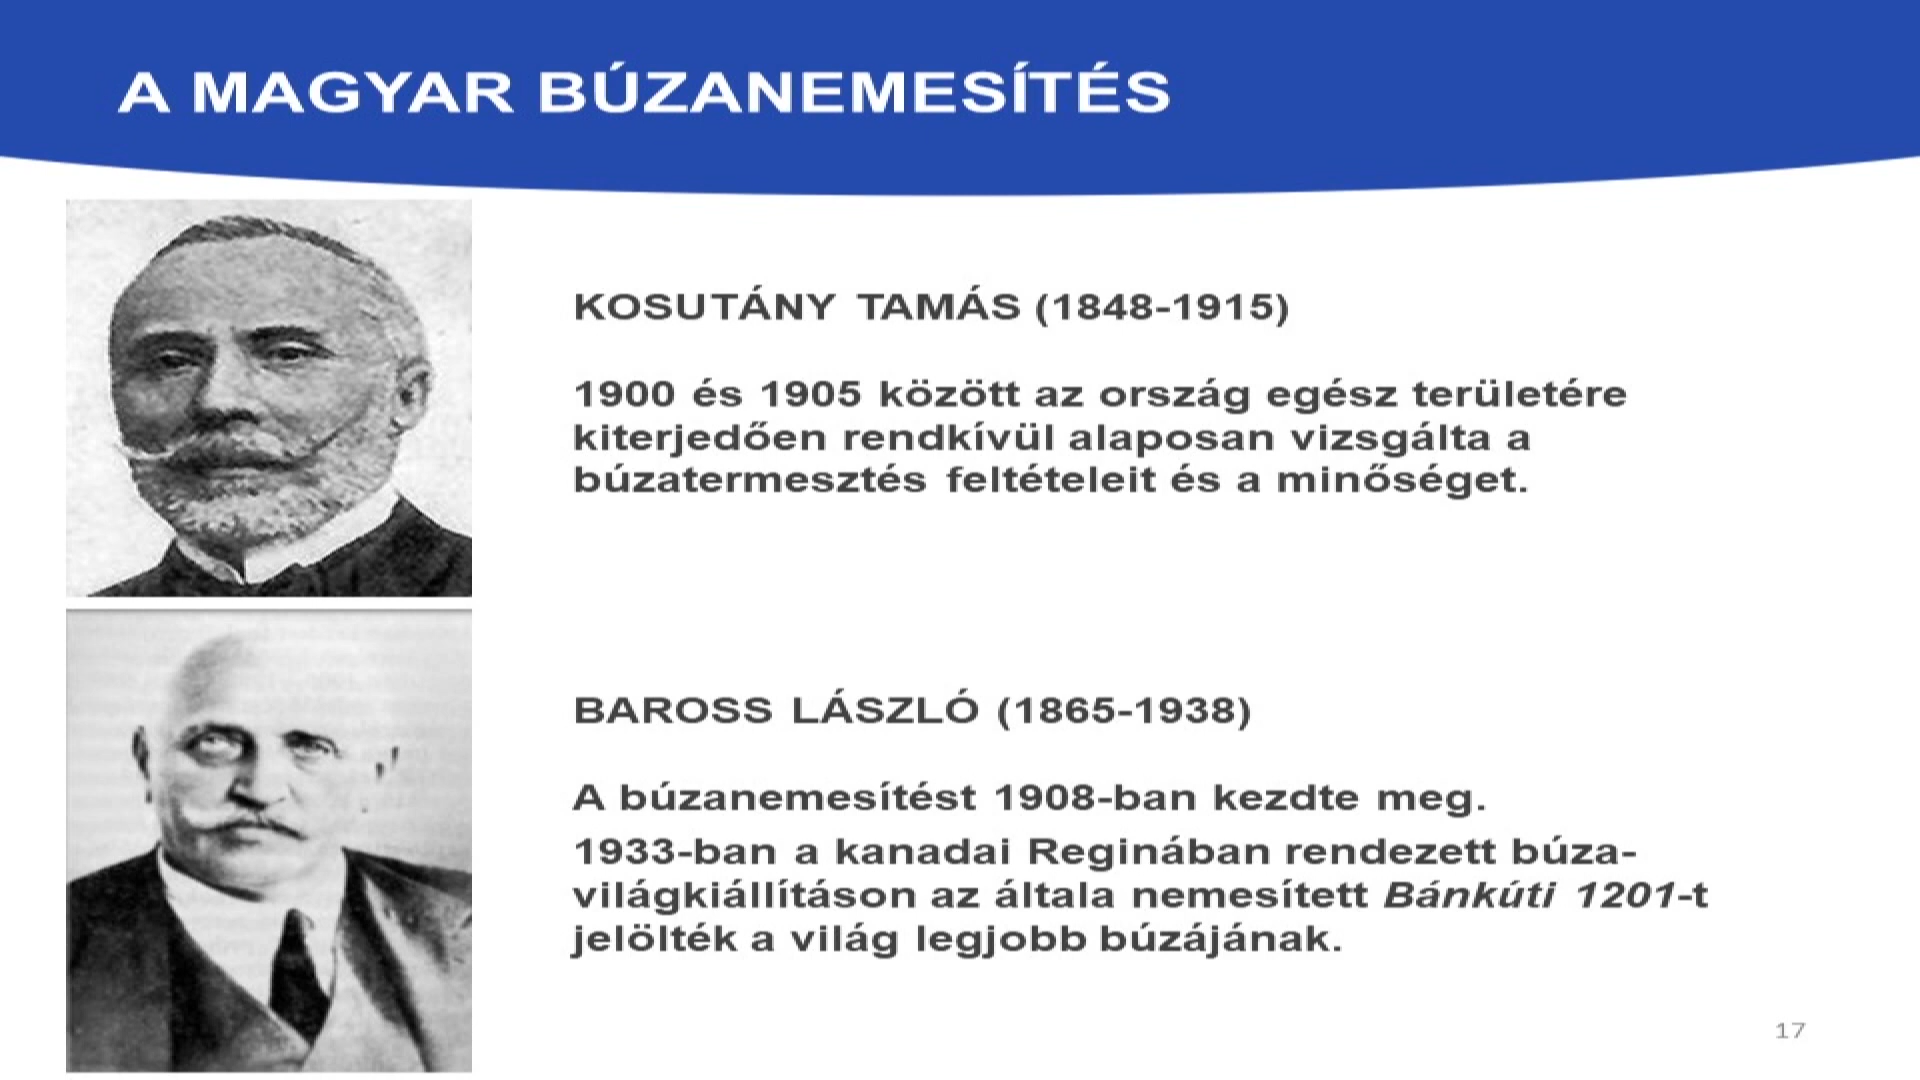 A MAGYAR BÚZANEMESÍTÉS
KOSUTÁNY TAMÁS (1848-1915)
1900 és 1905 között az ország egész területére
kiterjedően rendkívül alaposan vizsgálta a
búzatermesztés feltételeit és a minőséget.
BAROSS LÁSZLÓ (1865-1938)
A búzanemesítést 1908-ban kezdte meg.
1933-ban a kanadai Reginában rendezett búza-
világkiállításon az általa nemesített Bánkúti 1201-t
jelölték a világ legjobb búzájának.
17